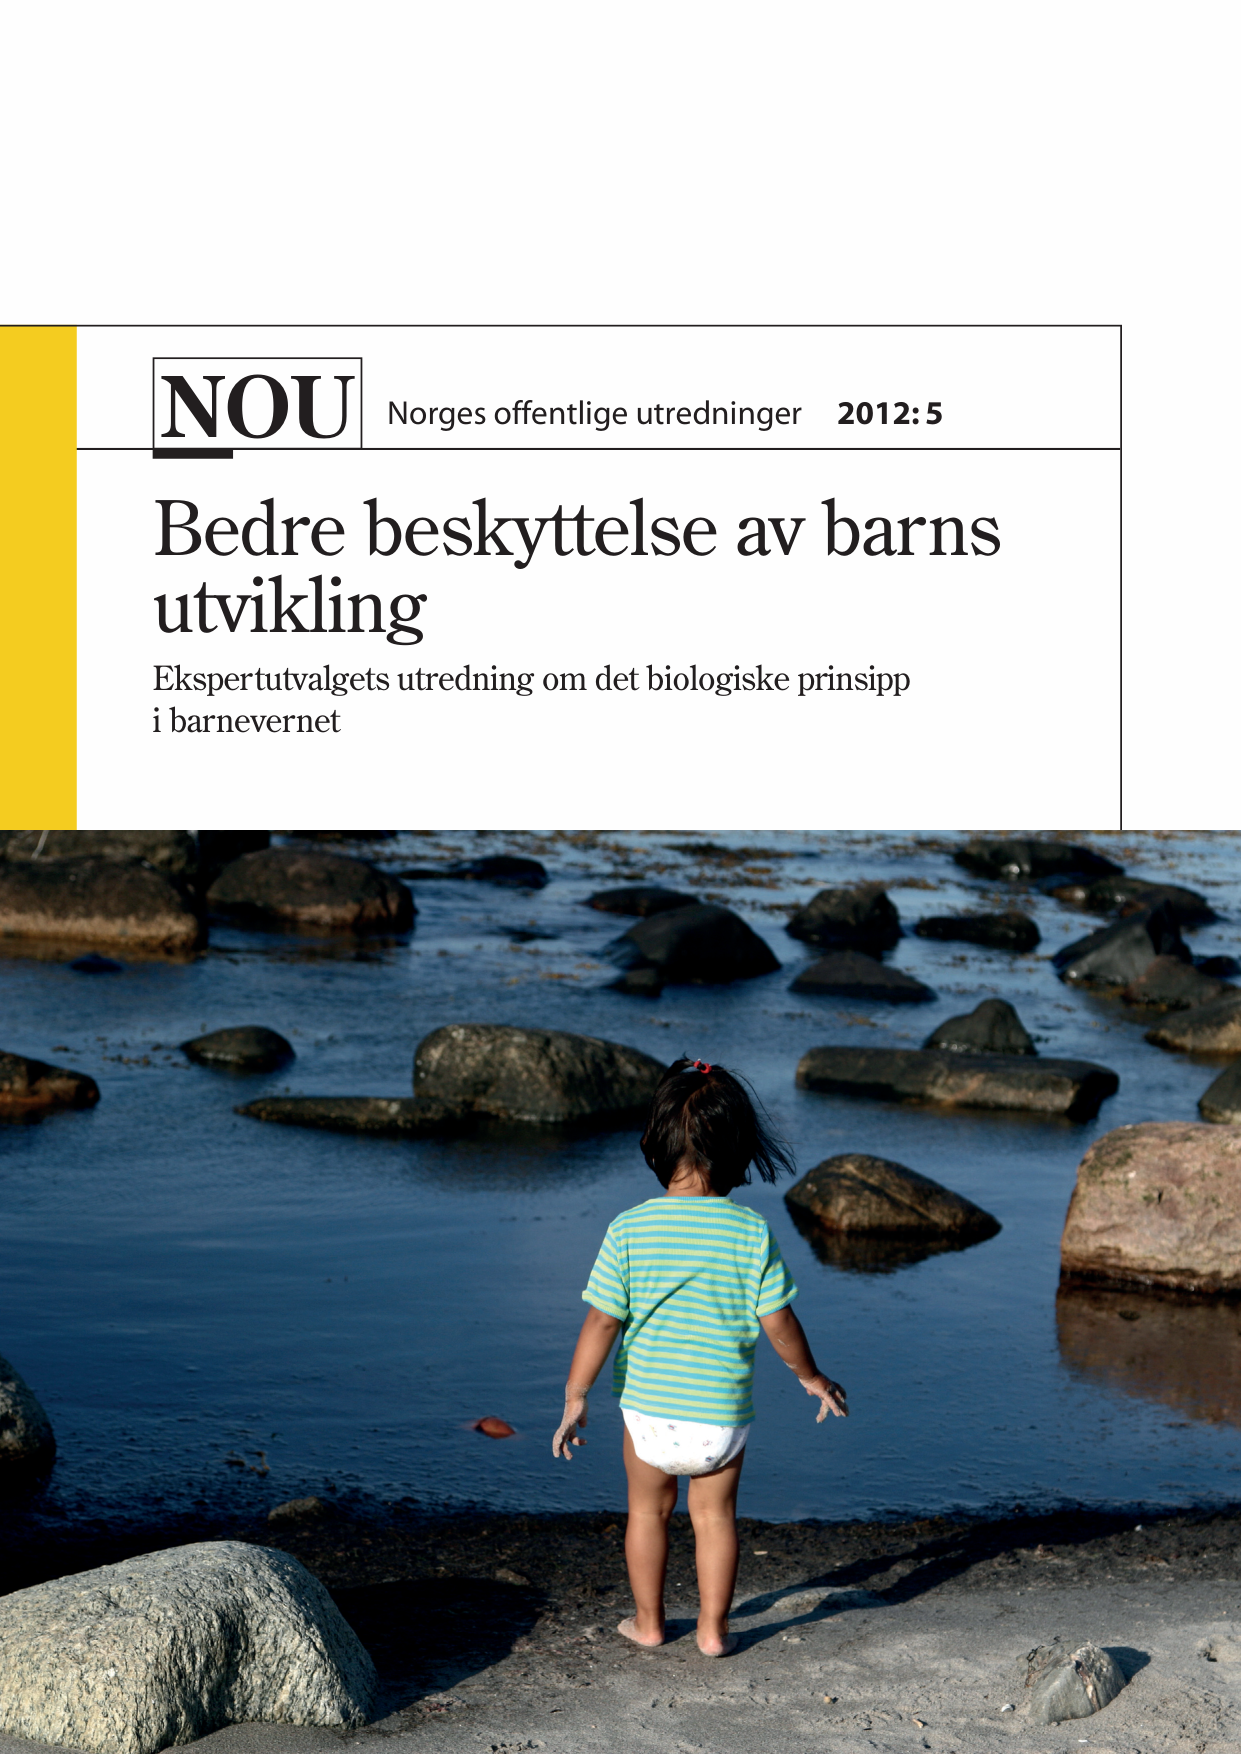 NOU
Norges offentlige utredninger 2012: 5
Bedre beskyttelse av barns
utvikling
Ekspertutvalgets utredning om det biologiske prinsipp
i barnevernet